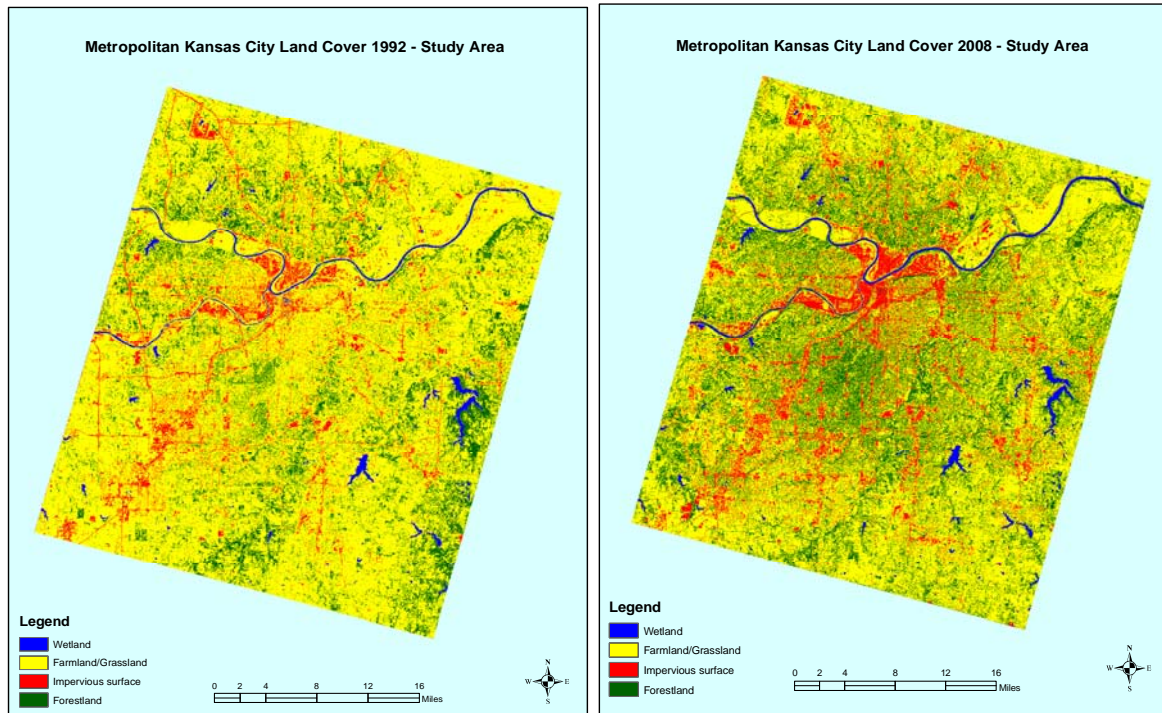 Metropolitan Kansas City Land Cover 1992 - Study Area
Legend
Wetland
Farmland/Grassland
Impervious surface
Forestland
0 2 4 8 12 16
Miles
N
W E
S
Metropolitan Kansas City Land Cover 2008 - Study Area
Legend
Wetland
Farmland/Grassland
Impervious surface
Forestland
0 2 4 8 12 16
Miles
N
W E
S